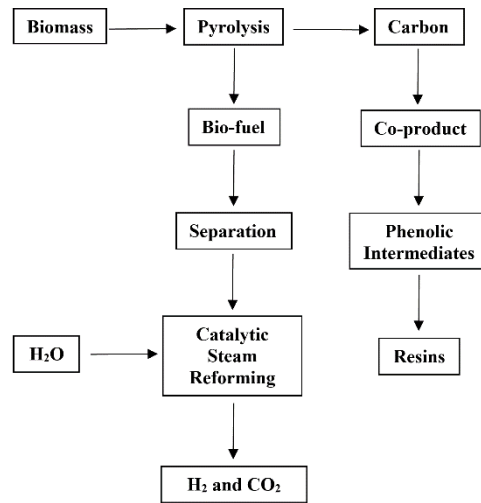 Biomass
Pyrolysis
Carbon
Bio-fuel
Co-product
Separation
Phenolic
Intermediates
Catalytic
Steam
Reforming
H₂O
Resins
H₂ and CO₂